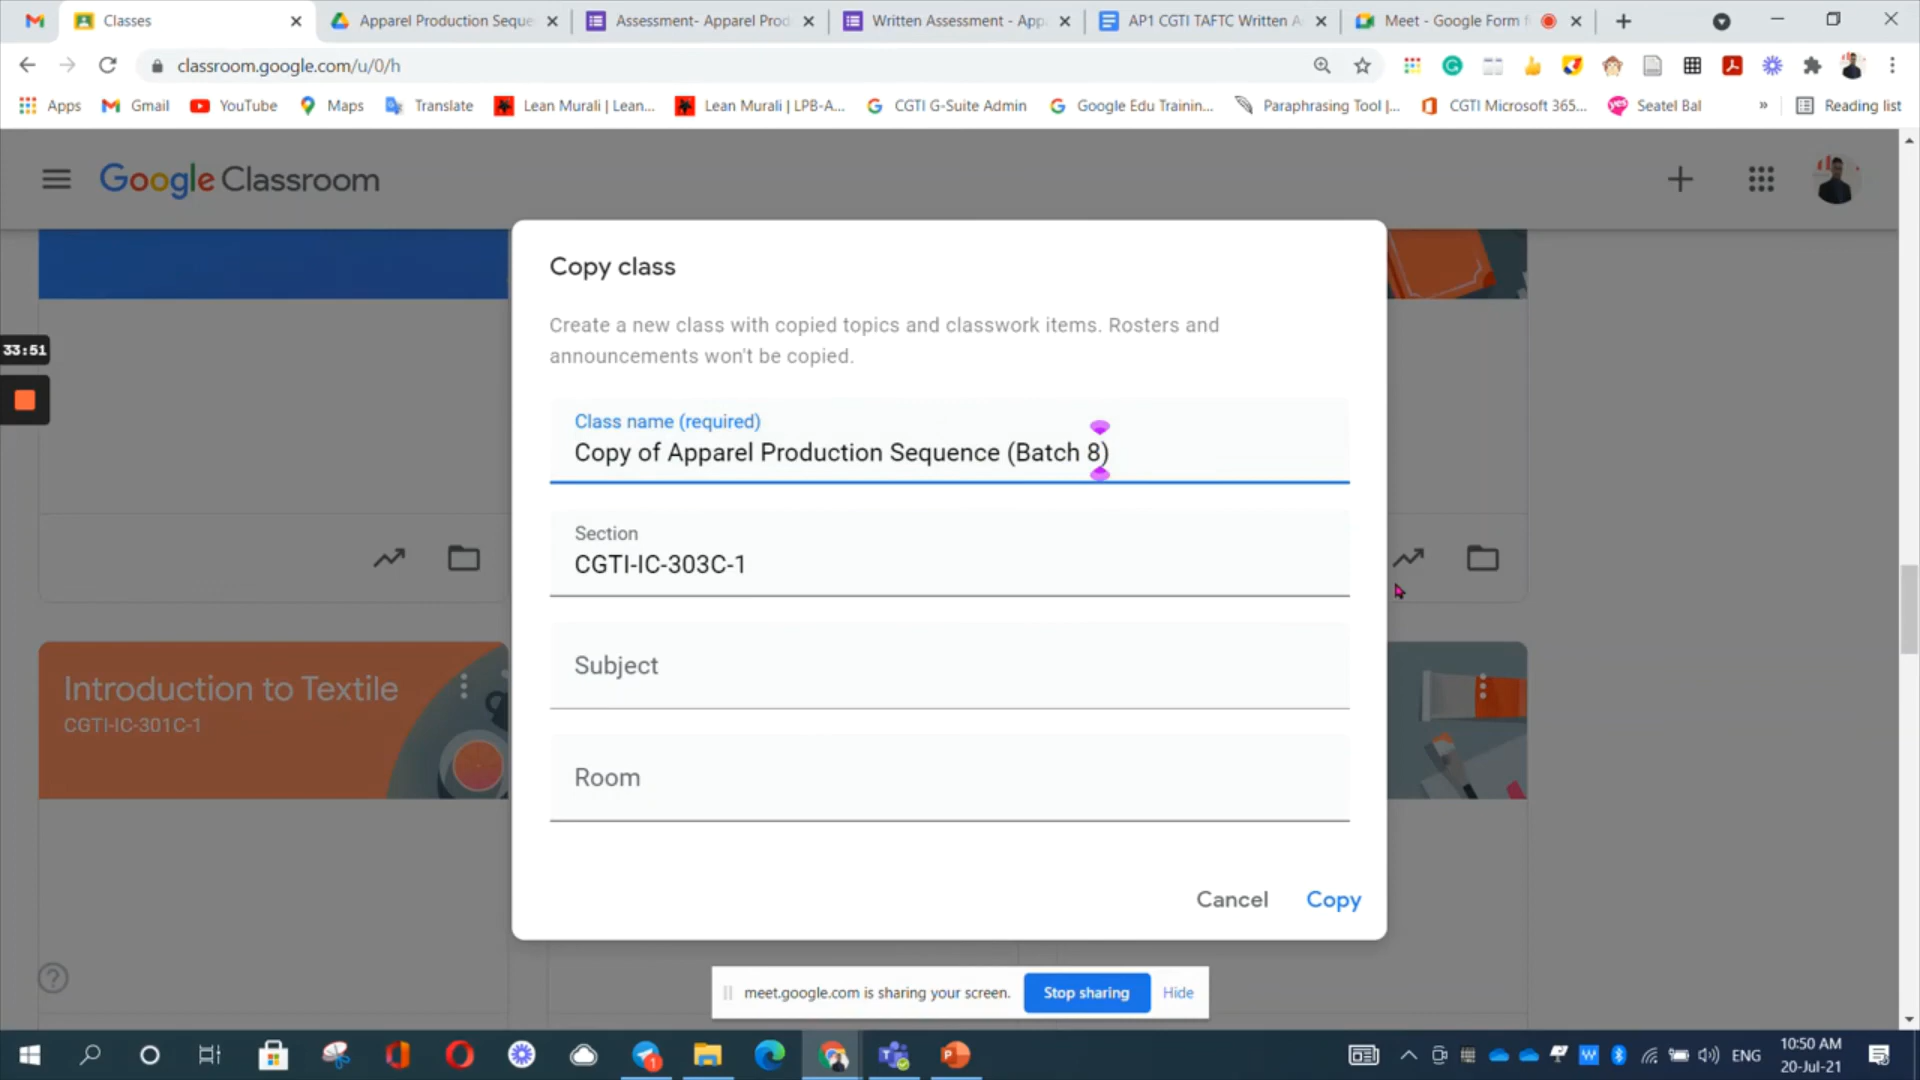 Classes
Apparel Production Seque
Assessment- Apparel Prod
Written Assessment - App
AP1 CGTI TAFTC Written A
Meet - Google Form f
classroom.google.com/u/0/h
Apps
Gmail
YouTube
Maps
Translate
Lean Murali | Lean...
Lean Murali | LPB-A...
CGTI G-Suite Admin
Google Edu Trainin...
Paraphrasing Tool |...
CGTI Microsoft 365...
Seatel Bal
»
Reading list
Google Classroom
Copy class
Create a new class with copied topics and classwork items. Rosters and
announcements won't be copied.
33:51
Class name (required)
Copy of Apparel Production Sequence (Batch 8)
Section
CGTI-IC-303C-1
Subject
Introduction to Textile
CGTI-IC-301C-1
Room
Cancel
Copy
meet.google.com is sharing your screen.
Stop sharing
Hide
ENG
10:50 AM
20-Jul-21